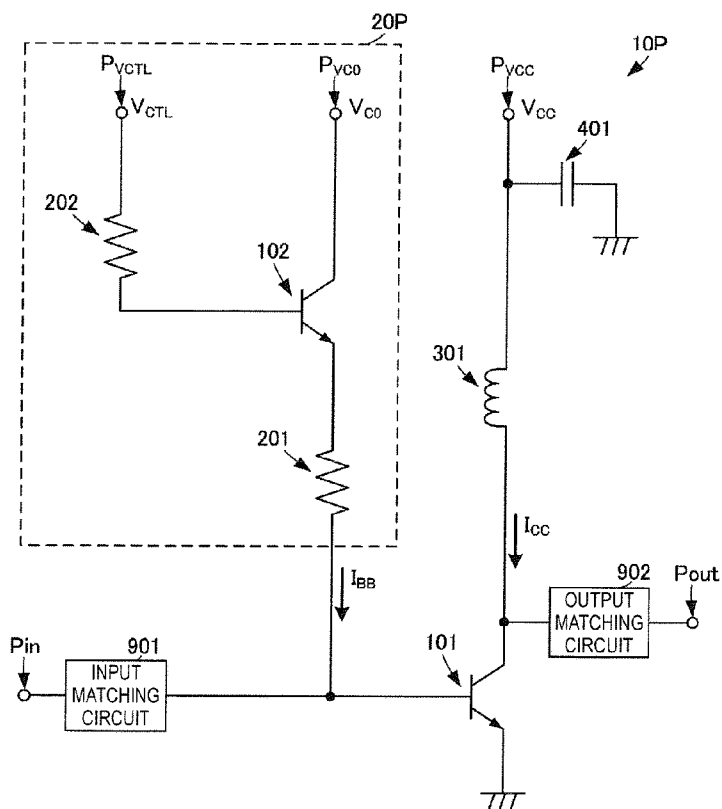 20P
10P
PVCTL
PVC0
PVCC
VCTL
VC0
VCC
401
202
102
301
201
ICC
IBB
902
Pout
OUTPUT
MATCHING
CIRCUIT
Pin
901
INPUT
MATCHING
CIRCUIT
101